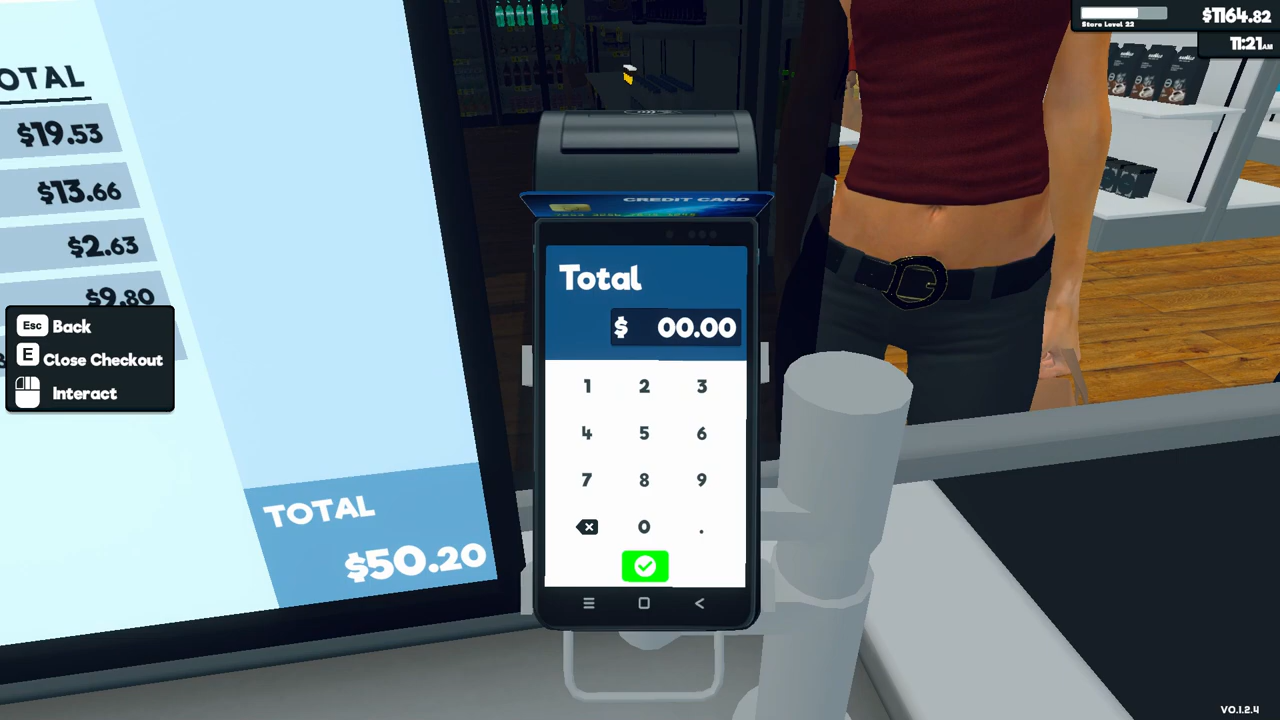 OTAL
$19.53
$13.66
$2.63
$9.80
Esc Back
E Close Checkout
Interact
TOTAL
$50.20
CREDIT CARD
Total
$ 00.00
1 2 3
4 5 6
7 8 9
0 .
$1164.82
Store Level 22
11:21AM
V0.1.2.4